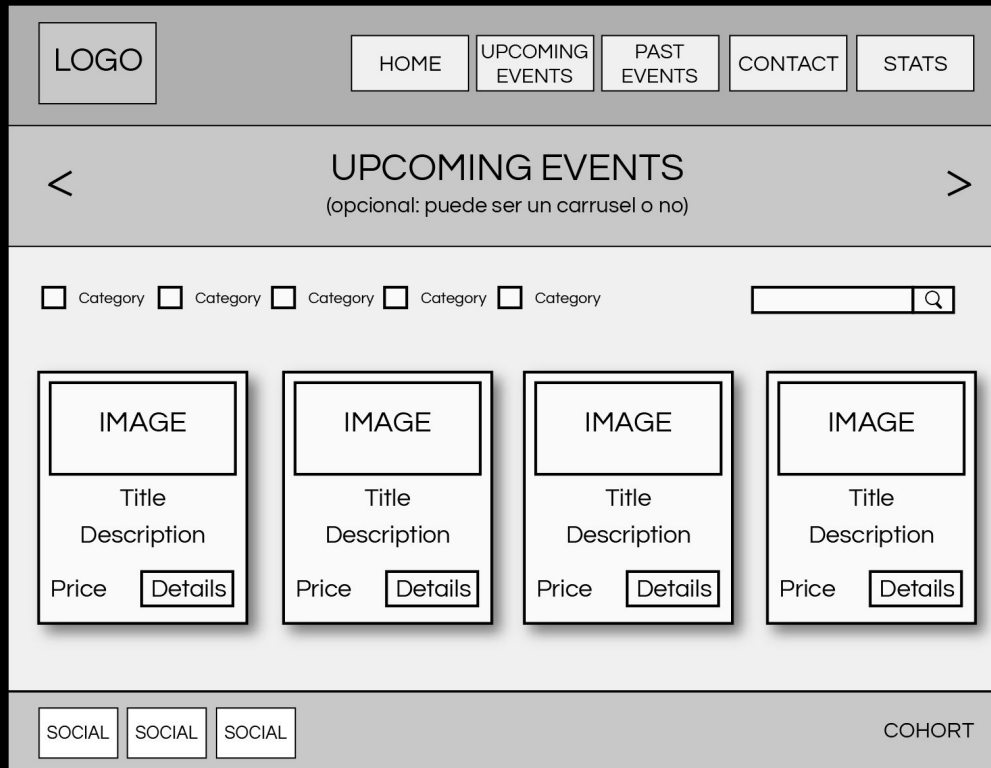 LOGO
HOME
UPCOMING
EVENTS
PAST
EVENTS
CONTACT
STATS
<
UPCOMING EVENTS
(opcional: puede ser un carrusel o no)
>
Category
Category
Category
Category
Category
IMAGE
Title
Description
Price
Details
IMAGE
Title
Description
Price
Details
IMAGE
Title
Description
Price
Details
IMAGE
Title
Description
Price
Details
SOCIAL
SOCIAL
SOCIAL
COHORT